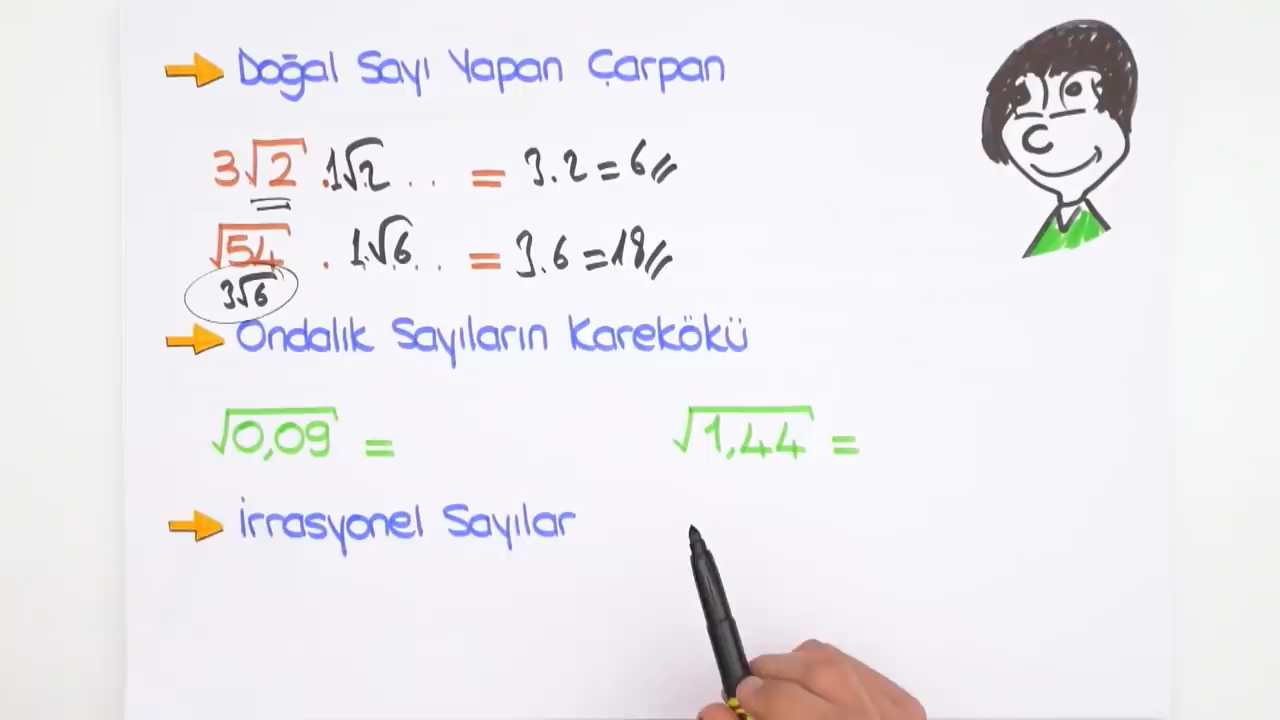 Doğal Sayı Yapan Çarpan
3√2 . 1√2 . . = 3.2=6//
√54 . 1.√6 . . = 3.6=18//
3√6
Ondalık Sayıların Karekökü
√0,09 = √1,44 =
İrrasyonel Sayılar